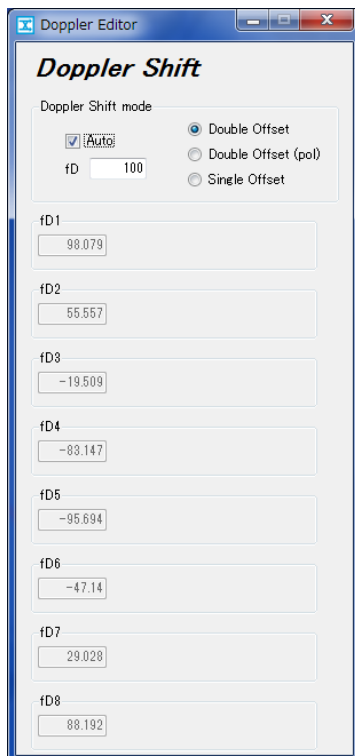 Doppler Editor
Doppler Shift
Doppler Shift mode
Auto
fD 100
Double Offset
Double Offset (pol)
Single Offset
fD1
98.079
fD2
55.557
fD3
-19.509
fD4
-83.147
fD5
-95.694
fD6
-47.14
fD7
29.028
fD8
88.192